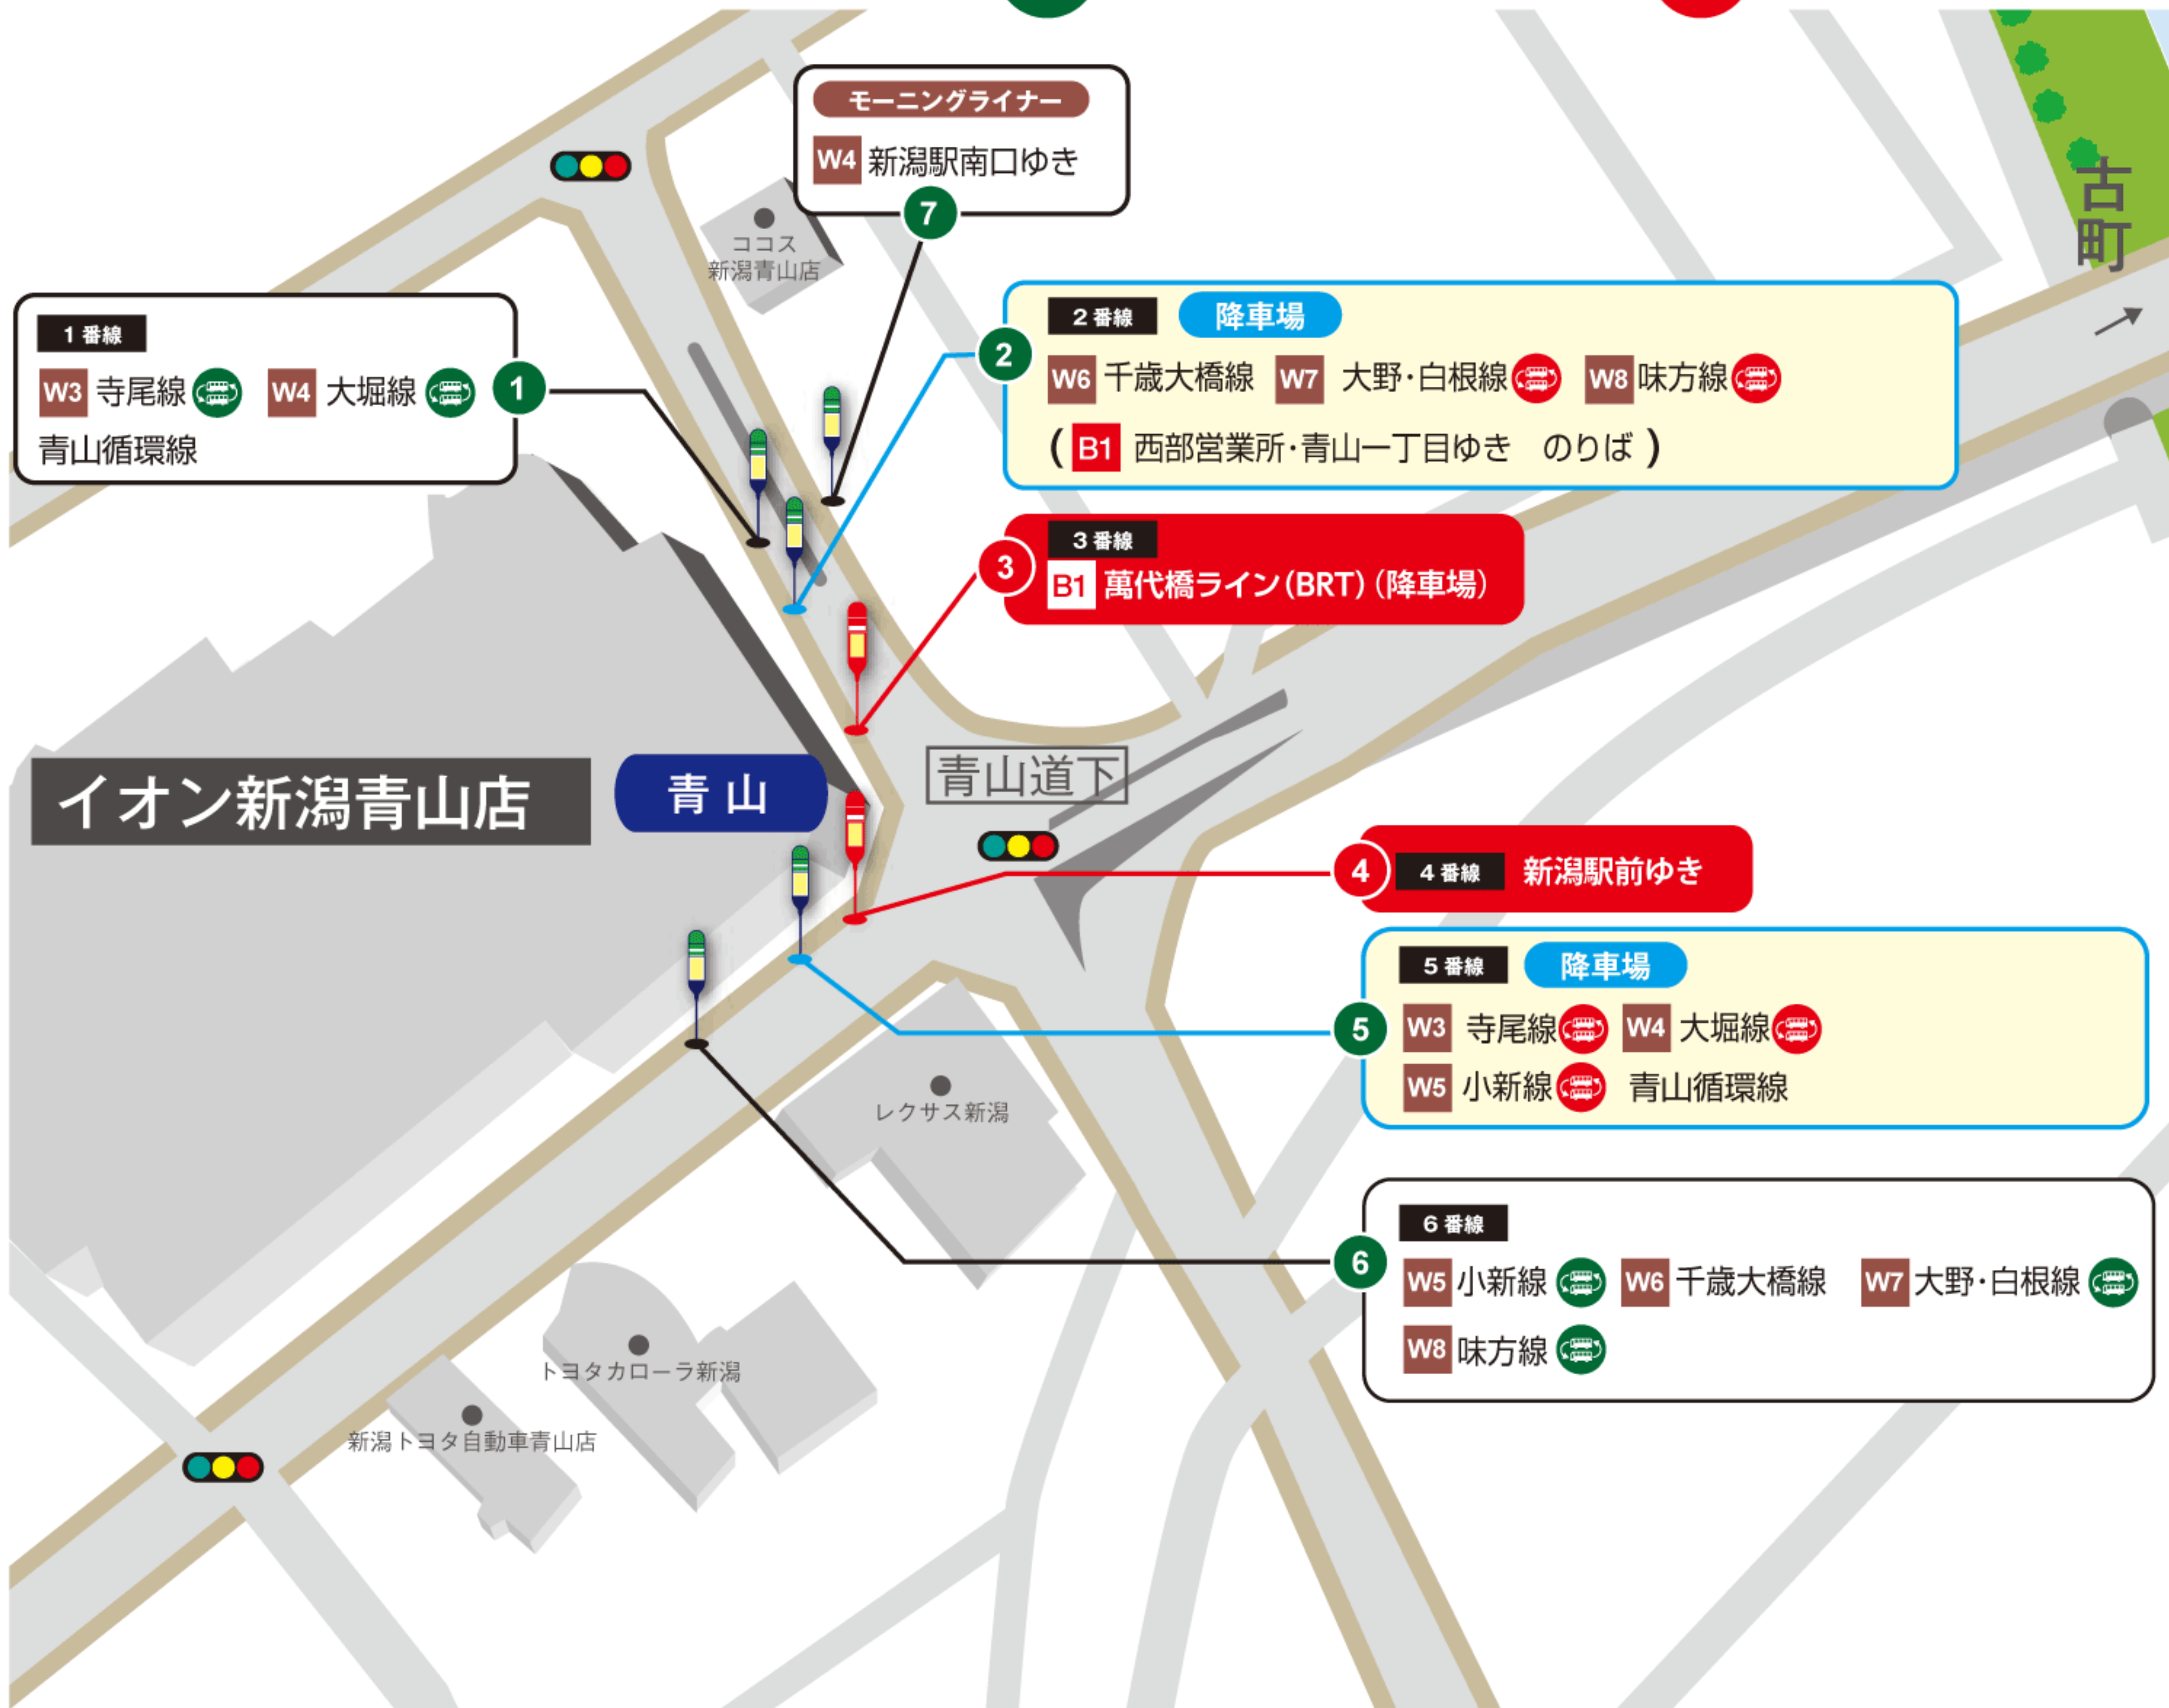 モーニングライナー
W4 新潟駅南口ゆき
7
ココス
新潟青山店
古町
1番線
W3 寺尾線 W4 大堀線
青山循環線
1
2
2番線 降車場
W6 千歳大橋線 W7 大野・白根線 W8 味方線
( B1 西部営業所・青山一丁目ゆき のりば )
3
3番線
B1 萬代橋ライン(BRT)(降車場)
イオン新潟青山店
青山
青山道下
4
4番線 新潟駅前ゆき
5
5番線 降車場
W3 寺尾線 W4 大堀線
W5 小新線 青山循環線
レクサス新潟
6
6番線
W5 小新線 W6 千歳大橋線 W7 大野・白根線
W8 味方線
トヨタカローラ新潟
新潟トヨタ自動車青山店